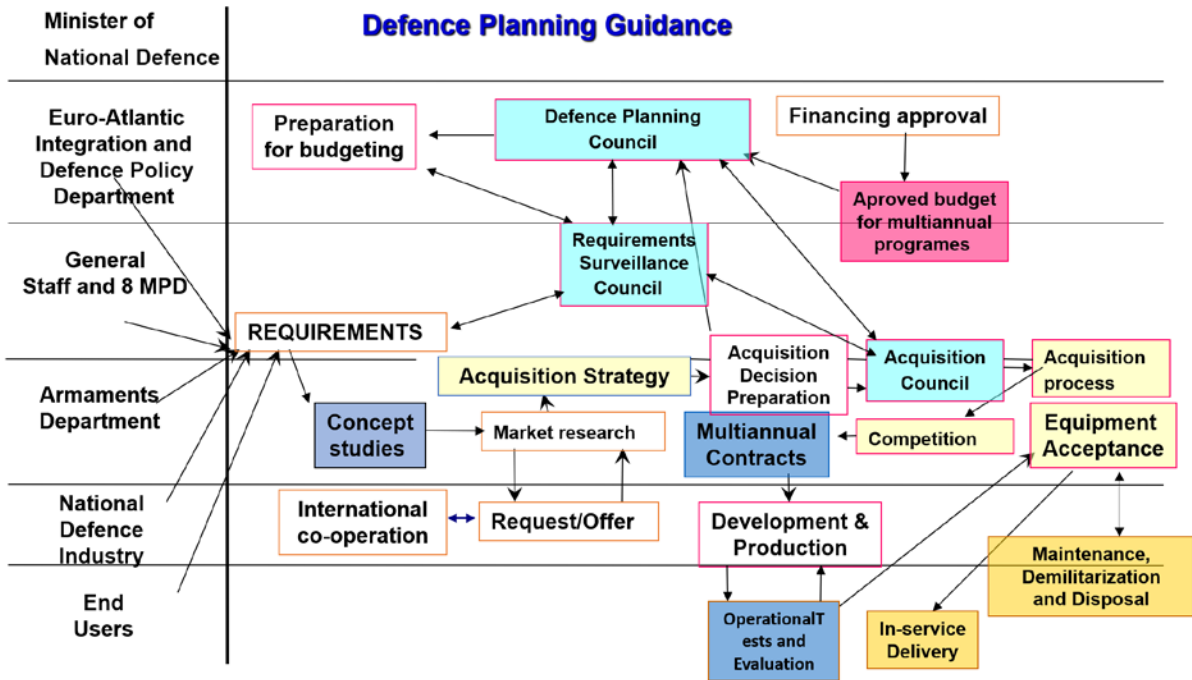 Minister of
National Defence
Defence Planning Guidance
Euro-Atlantic
Integration and
Defence Policy
Department
Preparation
for budgeting
Defence Planning
Council
Financing approval
Aproved budget
for multiannual
programes
General
Staff and 8 MPD
Requirements
Surveillance
Council
REQUIREMENTS
Armaments
Department
Acquisition Strategy
Acquisition
Decision
Preparation
Acquisition
Council
Acquisition
process
Concept
studies
Market research
Multiannual
Contracts
Competition
Equipment
Acceptance
National
Defence
Industry
International
co-operation
Request/Offer
Development &
Production
Maintenance,
Demilitarization
and Disposal
End
Users
OperationalT
ests and
Evaluation
In-service
Delivery